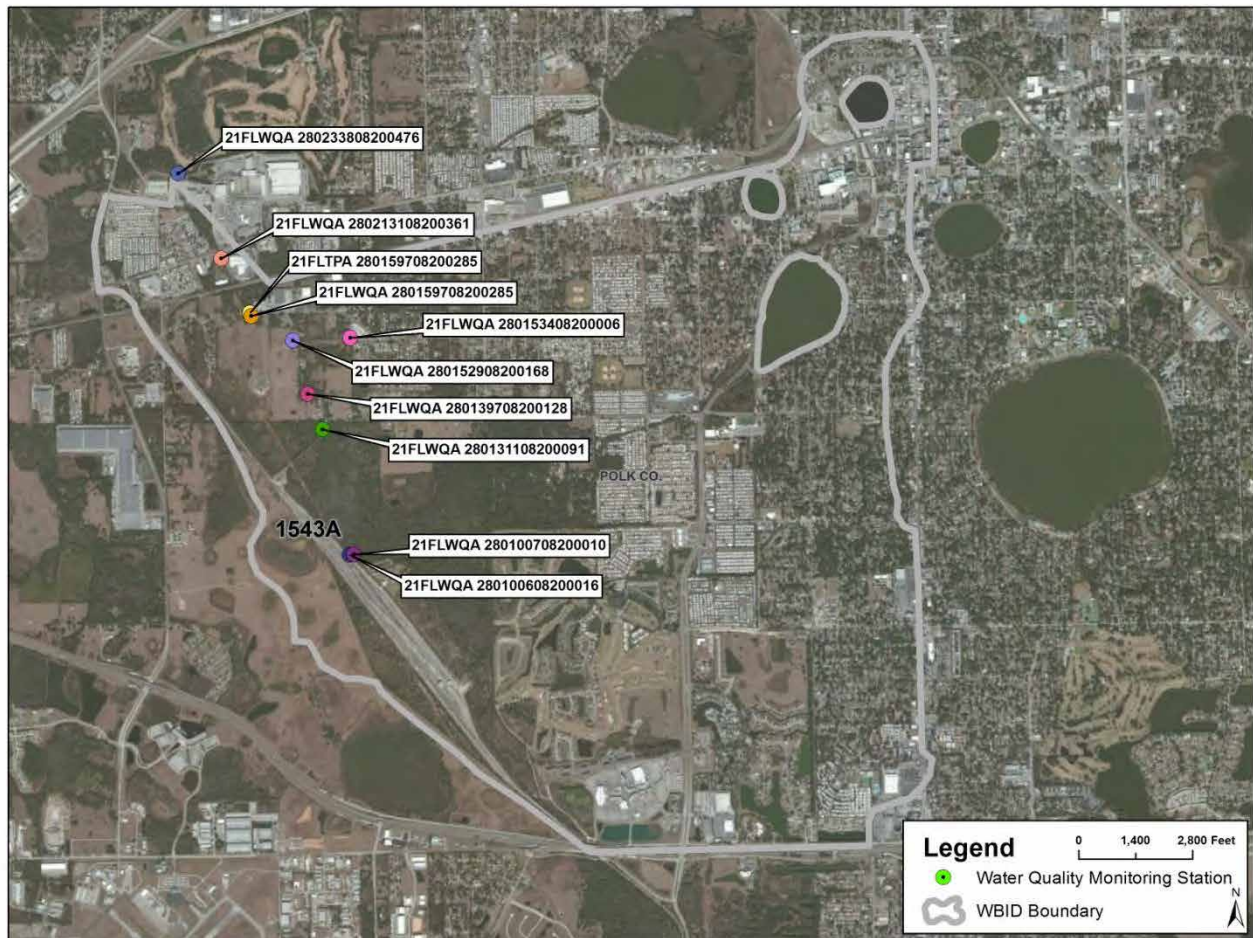 21FLWQA 280233808200476
21FLWQA 280213108200361
21FLTPA 280159708200285
21FLWQA 280159708200285
21FLWQA 280153408200006
21FLWQA 280152908200168
21FLWQA 280139708200128
21FLWQA 280131108200091
POLK CO.
1543A
21FLWQA 280100708200010
21FLWQA 280100608200016
Legend
0 1,400 2,800 Feet
Water Quality Monitoring Station
WBID Boundary
N